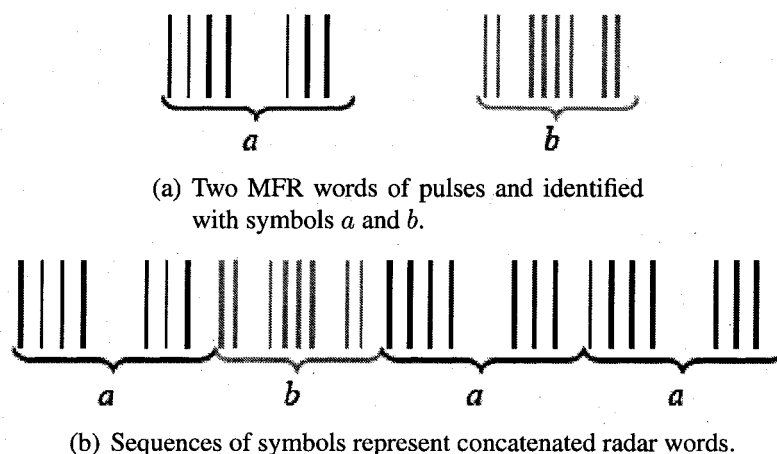 a b
(a) Two MFR words of pulses and identified
with symbols a and b.
a b a a
(b) Sequences of symbols represent concatenated radar words.